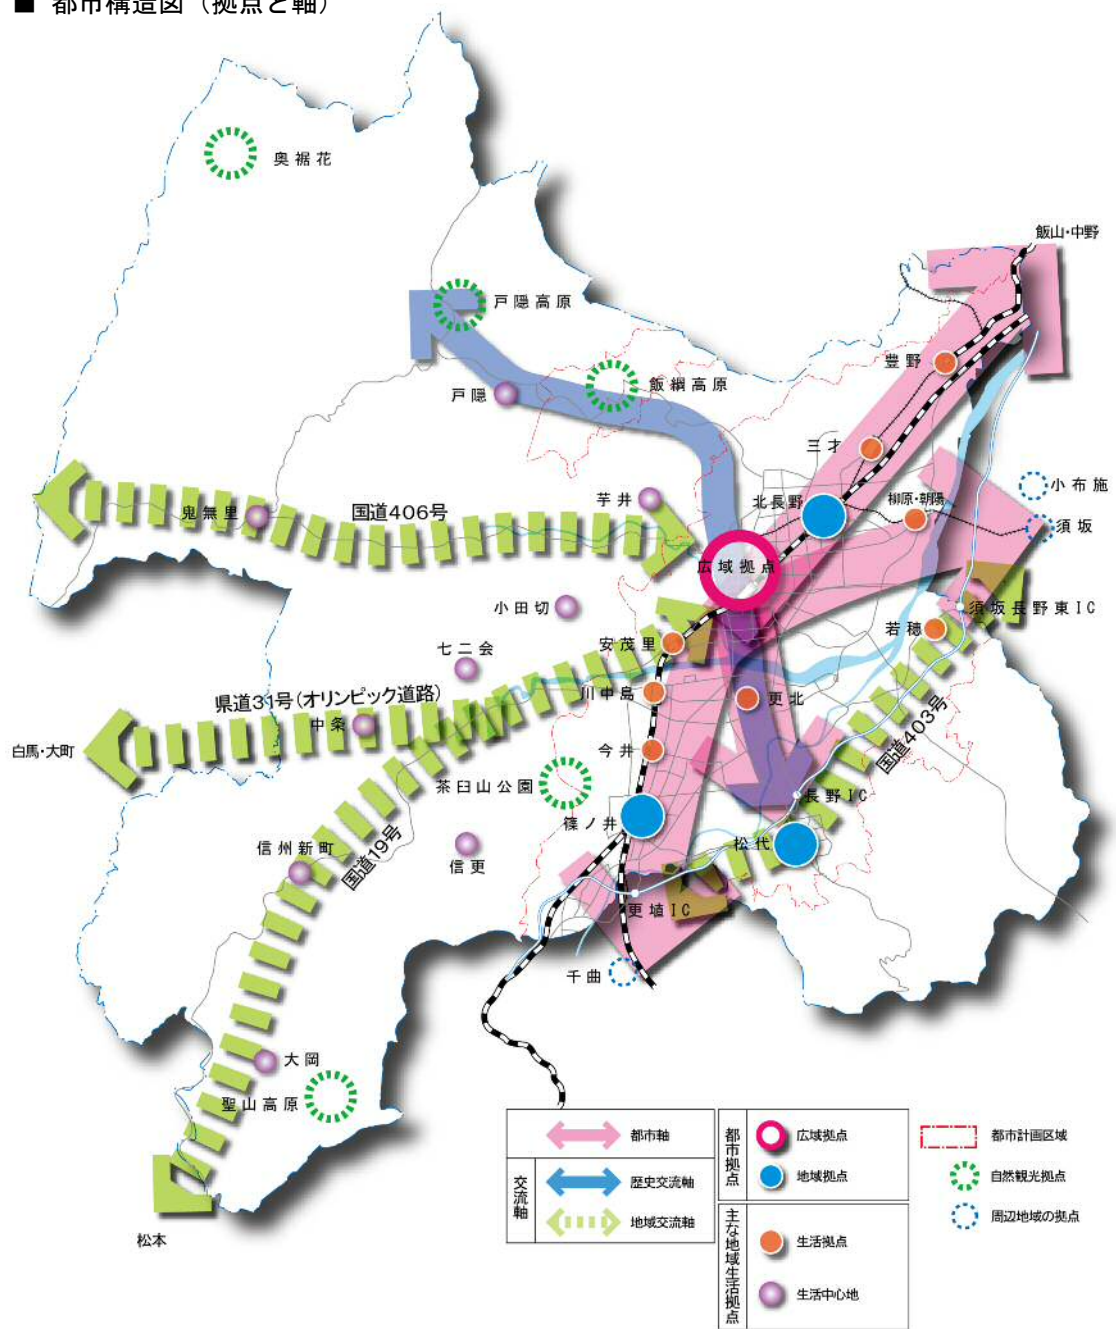 ■ 都市構造図（拠点と軸）
奥裾花
飯山・中野
戸隠高原
豊野
飯綱高原
戸隠
三才
小布施
芋井
北長野
柳原・朝陽
国道406号
鬼無里
須坂
広域拠点
小田切
須坂長野東IC
安茂里
若穂
七二会
川中島
県道31号（オリンピック道路）
更北
中条
国道403号
白馬・大町
今井
茶臼山公園
長野IC
篠ノ井
松代
信州新町
国道19号
信更
更埴IC
千曲
大岡
聖山高原
松本
都市軸
交流軸
歴史交流軸
地域交流軸
都市拠点
広域拠点
地域拠点
主な地域生活拠点
生活拠点
生活中心地
都市計画区域
自然観光拠点
周辺地域の拠点